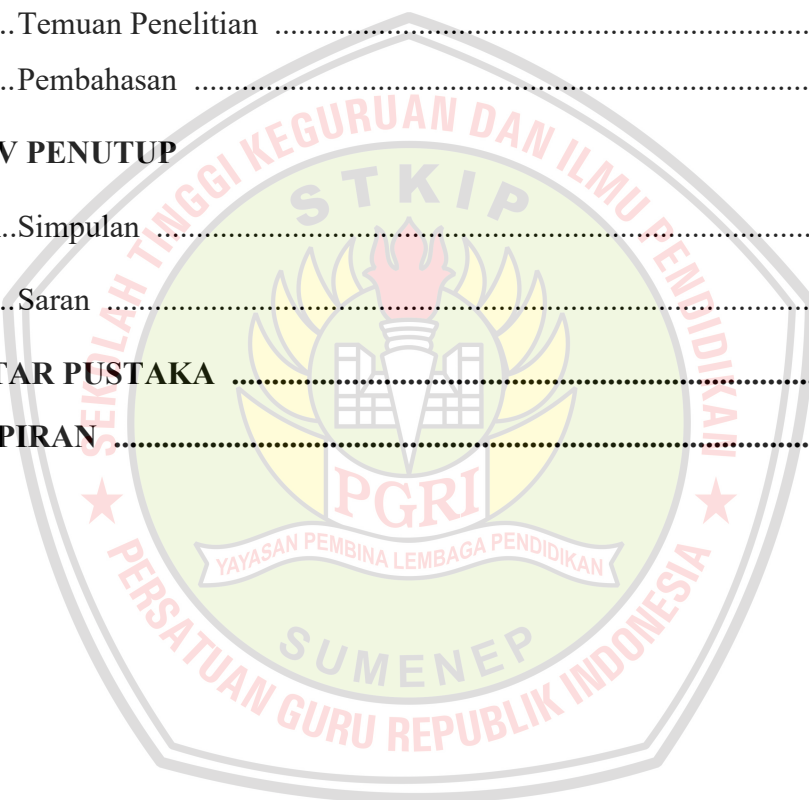 ..Temuan Penelitian ....................................................................
..Pembahasan ..............................................................................
V PENUTUP
..Simpulan ...................................................................................
..Saran ..........................................................................................
TAR PUSTAKA ........................................................................
PIRAN .......................................................................................
SEKOLAH TINGGI KEGURUAN DAN ILMU PENDIDIKAN
STKIP
PGRI
YAYASAN PEMBINA LEMBAGA PENDIDIKAN
SUMENEP
PERSATUAN GURU REPUBLIK INDONESIA